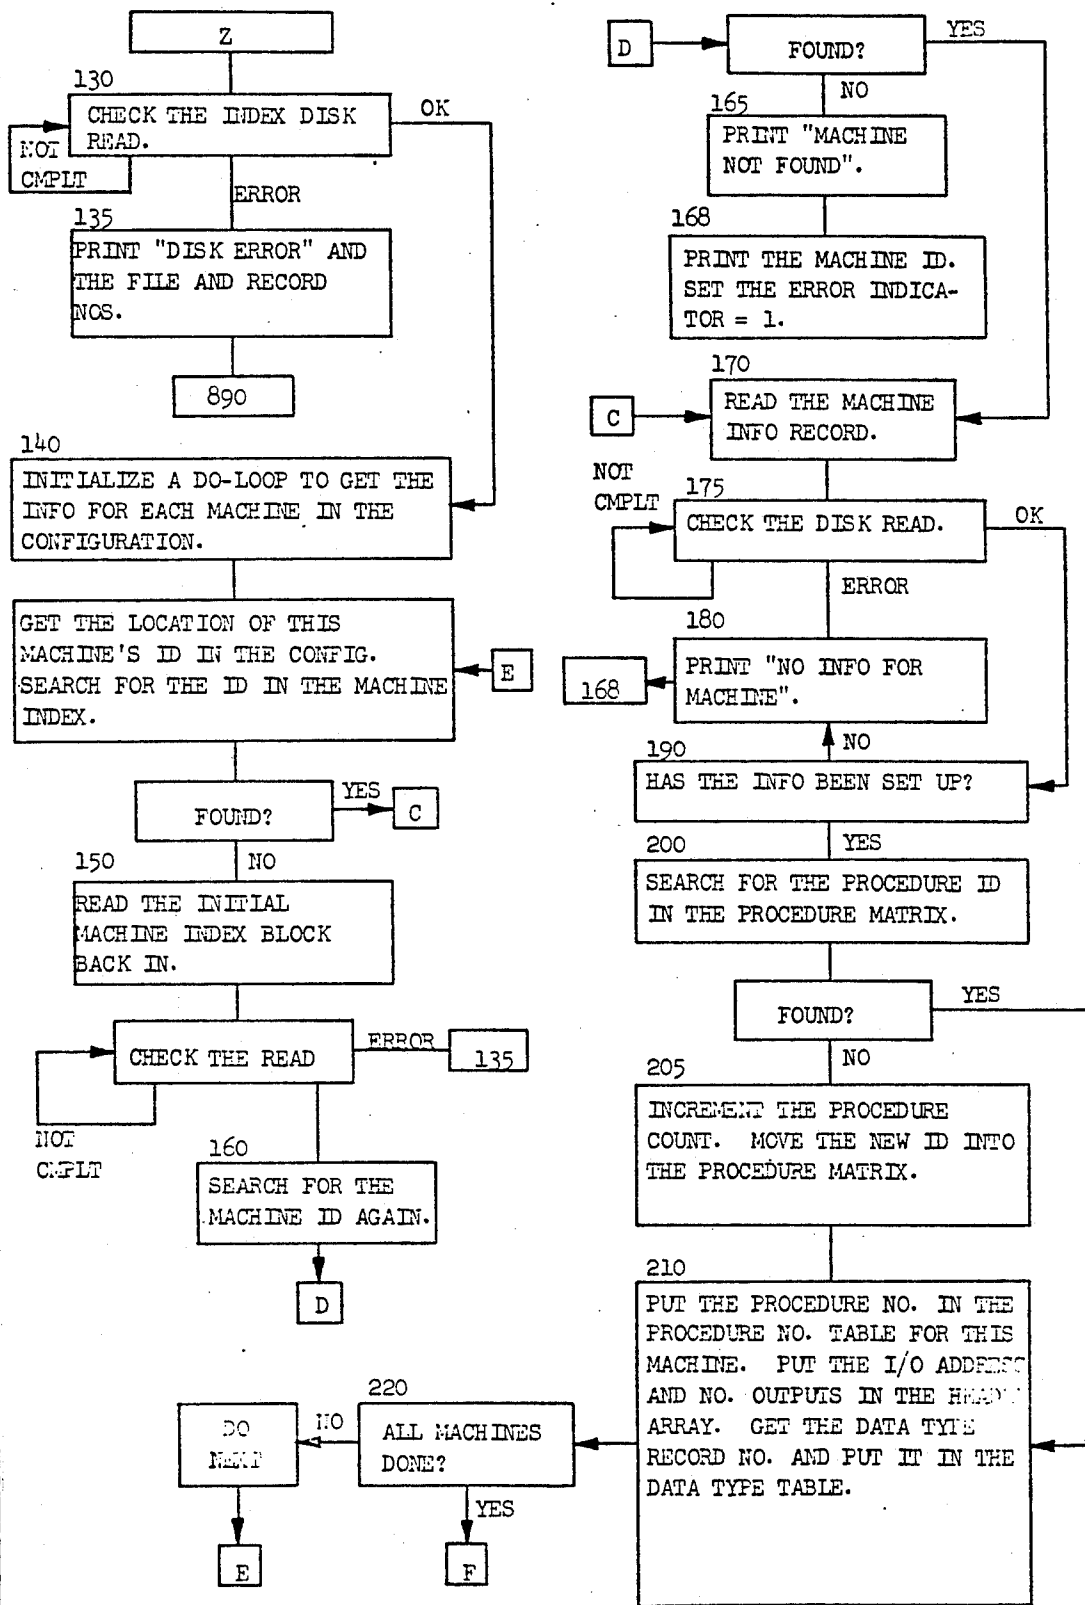 Z
130
CHECK THE INDEX DISK
READ.
OK
NOT
CMPLT
ERROR
135
PRINT "DISK ERROR" AND
THE FILE AND RECORD
NOS.
890
140
INITIALIZE A DO-LOOP TO GET THE
INFO FOR EACH MACHINE IN THE
CONFIGURATION.
GET THE LOCATION OF THIS
MACHINE'S ID IN THE CONFIG.
SEARCH FOR THE ID IN THE MACHINE
INDEX.
E
FOUND?
YES
C
NO
150
READ THE INITIAL
MACHINE INDEX BLOCK
BACK IN.
CHECK THE READ
ERROR
135
NOT
CMPLT
160
SEARCH FOR THE
MACHINE ID AGAIN.
D
D
FOUND?
YES
NO
165
PRINT "MACHINE
NOT FOUND".
168
PRINT THE MACHINE ID.
SET THE ERROR INDICA-
TOR = 1.
170
C
READ THE MACHINE
INFO RECORD.
NOT
CMPLT
175
CHECK THE DISK READ.
OK
ERROR
180
168
PRINT "NO INFO FOR
MACHINE".
NO
190
HAS THE INFO BEEN SET UP?
YES
200
SEARCH FOR THE PROCEDURE ID
IN THE PROCEDURE MATRIX.
FOUND?
YES
NO
205
INCREMENT THE PROCEDURE
COUNT. MOVE THE NEW ID INTO
THE PROCEDURE MATRIX.
210
PUT THE PROCEDURE NO. IN THE
PROCEDURE NO. TABLE FOR THIS
MACHINE. PUT THE I/O ADDRESS
AND NO. OUTPUTS IN THE
ARRAY. GET THE DATA TYPE
RECORD NO. AND PUT IT IN THE
DATA TYPE TABLE.
220
ALL MACHINES
DONE?
NO
DO
NEXT
YES
E
F